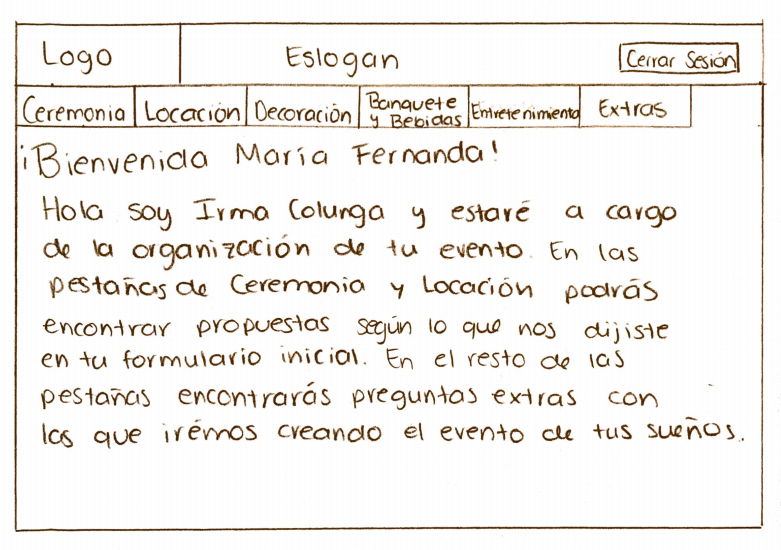 Logo
Eslogan
Cerrar Sesión
Ceremonia
Locación
Decoración
Banquete
y Bebidas
Entretenimiento
Extras
¡Bienvenida María Fernanda!
Hola soy Irma Colunga y estaré a cargo
de la organización de tu evento. En las
pestañas de Ceremonia y Locación podrás
encontrar propuestas según lo que nos dijiste
en tu formulario inicial. En el resto de las
pestañas encontrarás preguntas extras con
las que irémos creando el evento de tus sueños.